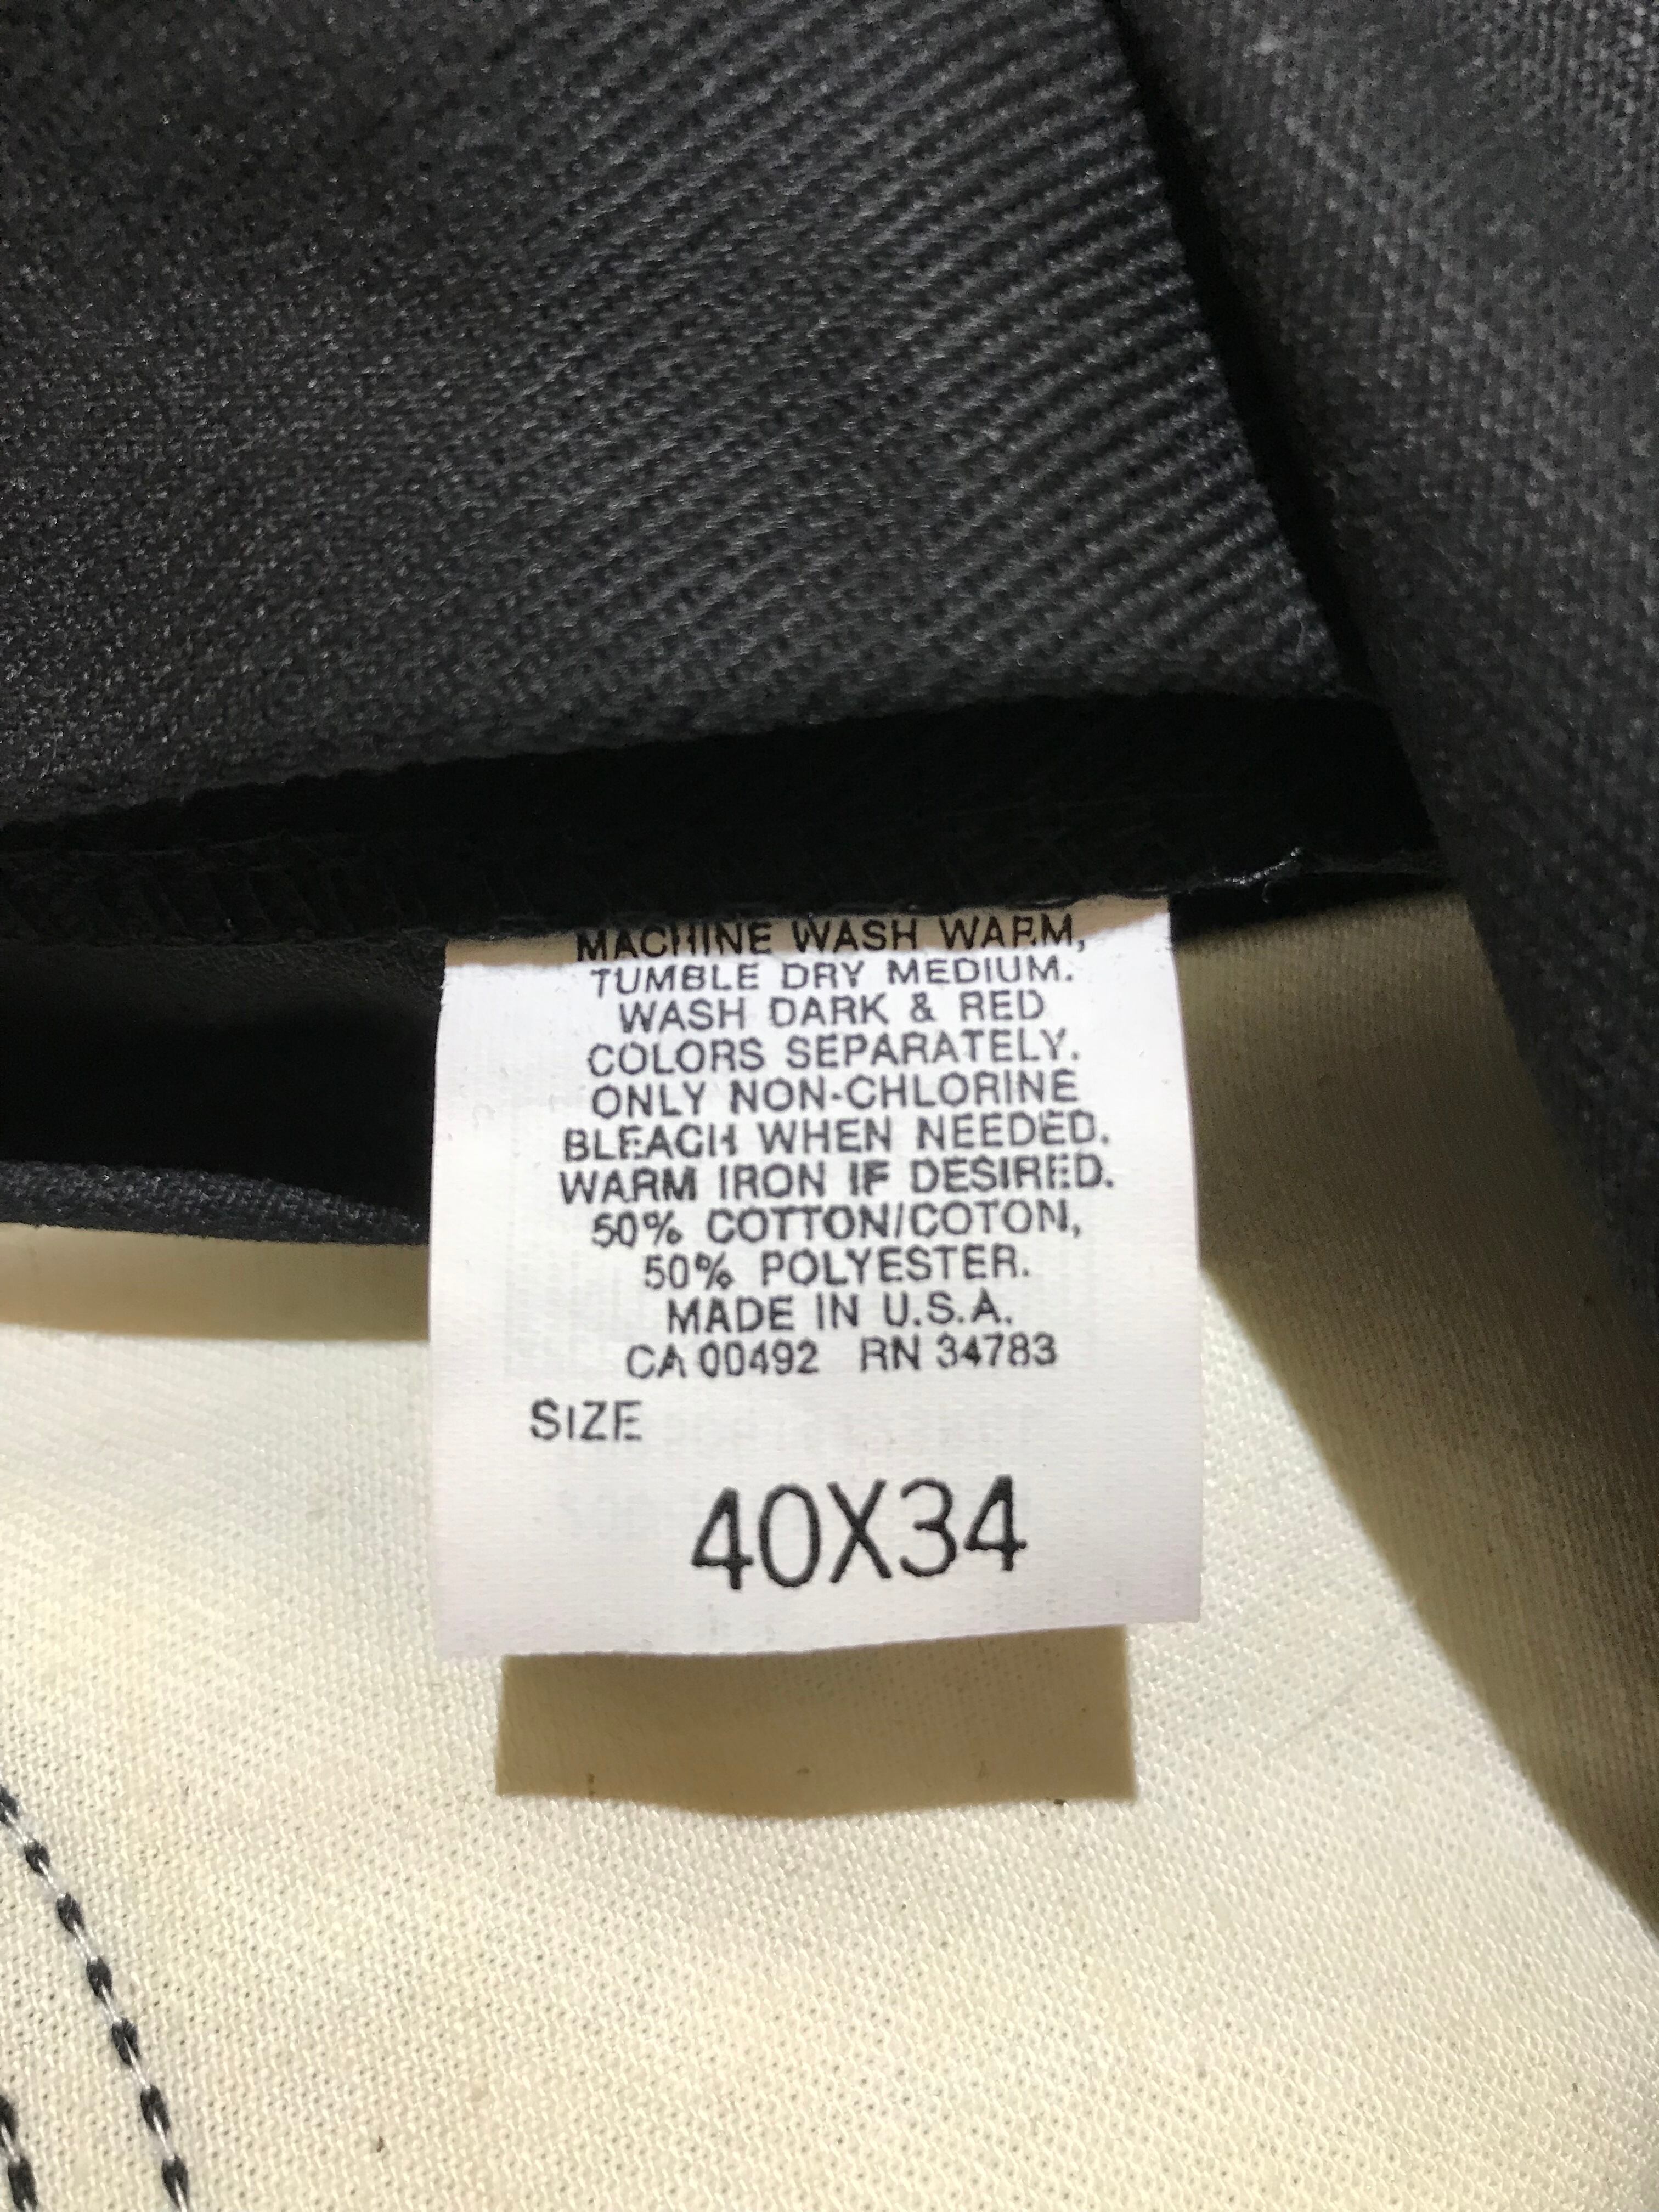 MACHINE WASH WARM,
TUMBLE DRY MEDIUM.
WASH DARK & RED
COLORS SEPARATELY.
ONLY NON-CHLORINE
BLEACH WHEN NEEDED.
WARM IRON IF DESIRED.
50% COTTON/COTON,
50% POLYESTER.
MADE IN U.S.A.
CA 00492 RN 34783
SIZE
40X34